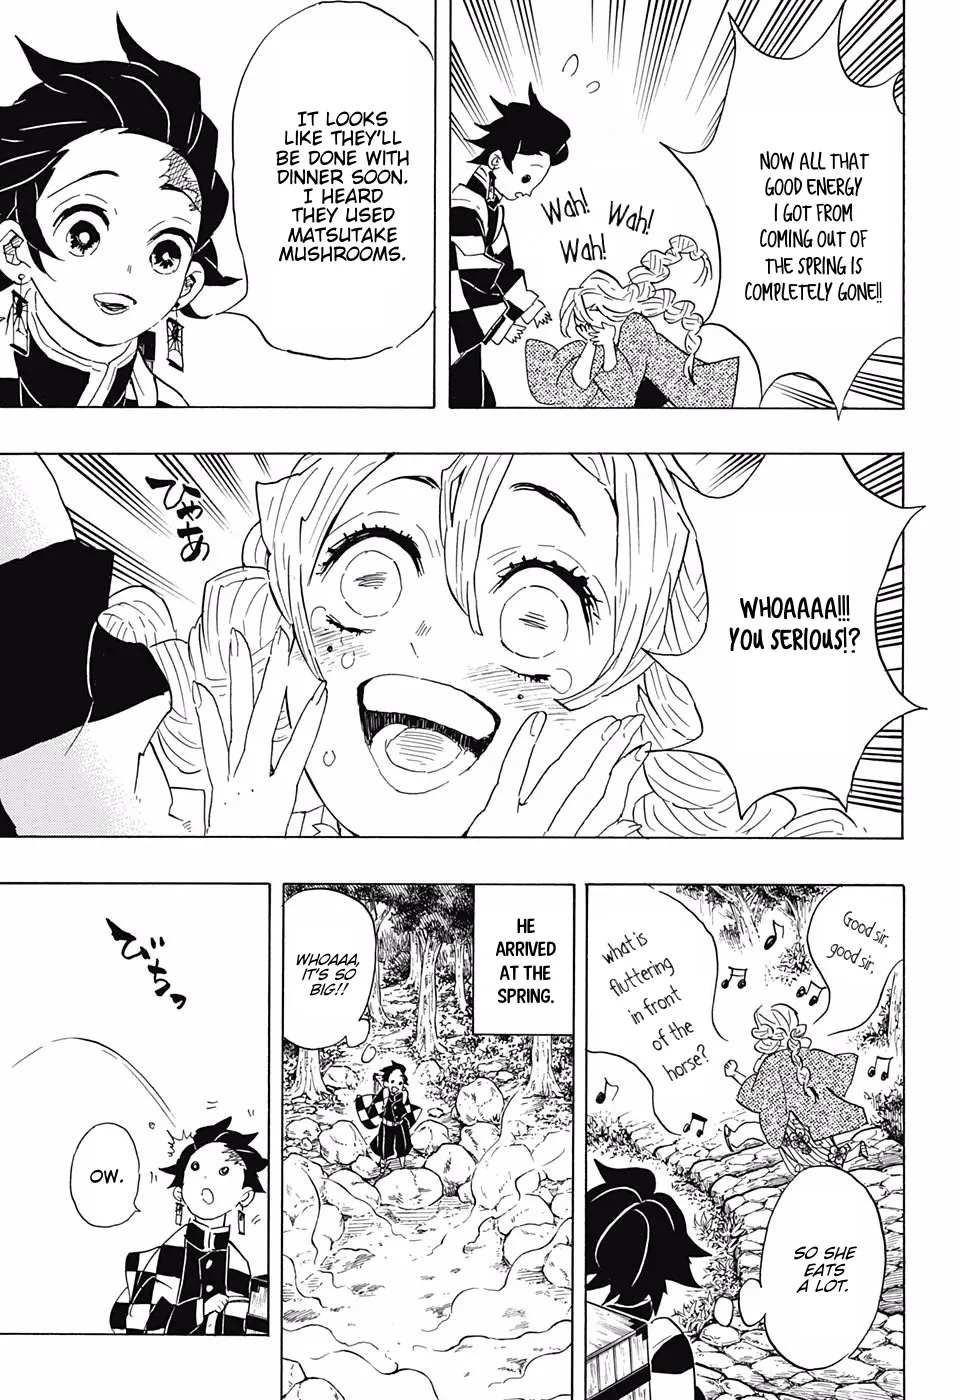 NOW ALL THAT
GOOD ENERGY
I GOT FROM
COMING OUT OF
THE SPRING IS
COMPLETELY GONE!!
Wah!
Wah!
Wah!
IT LOOKS
LIKE THEY'LL
BE DONE WITH
DINNER SOON.
I HEARD
THEY USED
MATSUTAKE
MUSHROOMS.
WHOAAAA!!!
YOU SERIOUS!?
ひゃあ
Good sir,
good sir,
what is
fluttering
in front
of the
horse?
SO SHE
EATS
A LOT.
HE
ARRIVED
AT THE
SPRING.
WHOAAA,
IT'S SO
BIG!!
びちっ
OW.